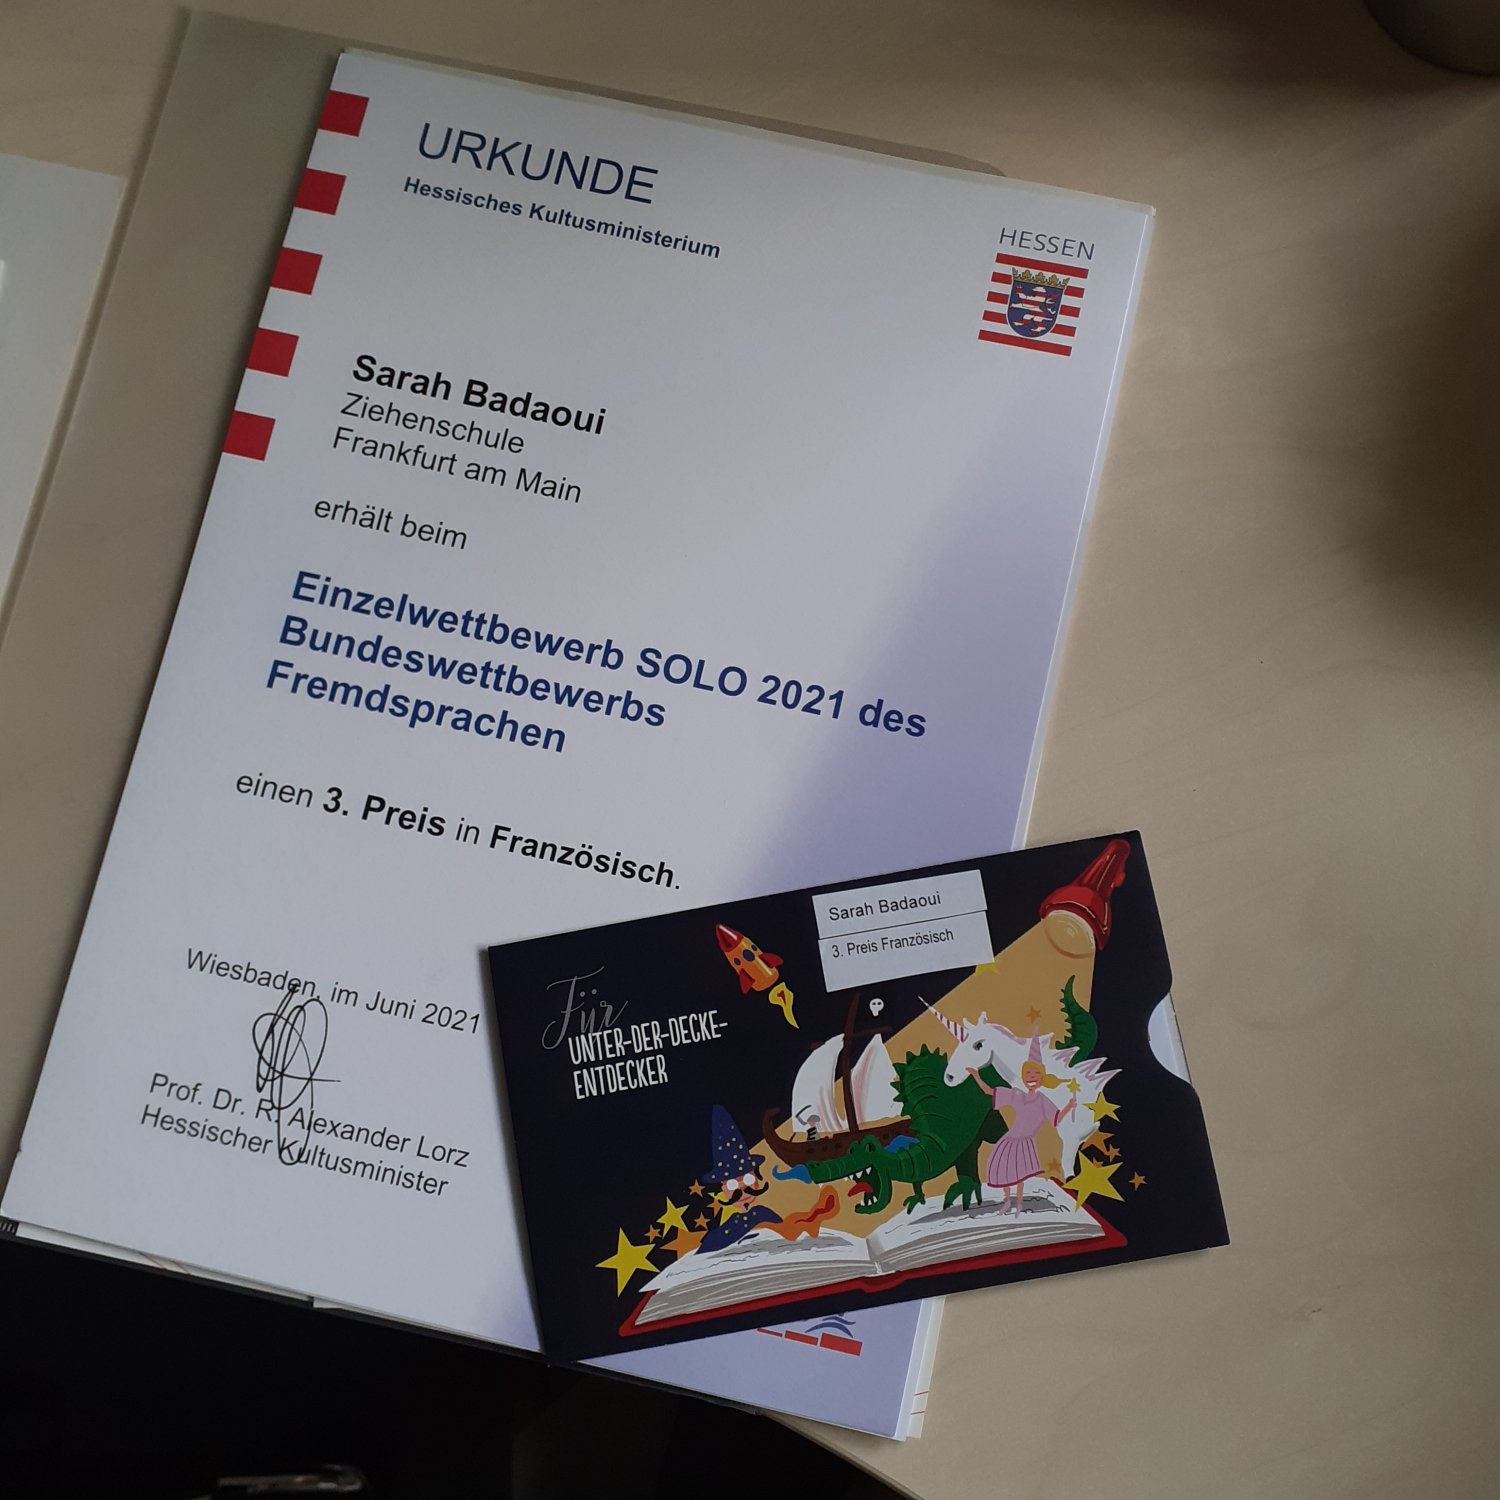 URKUNDE
Hessisches Kultusministerium
HESSEN
Sarah Badaoui
Ziehenschule
Frankfurt am Main
erhält beim
Einzelwettbewerb SOLO 2021 des
Bundeswettbewerbs
Fremdsprachen
einen 3. Preis in Französisch.
Wiesbaden, im Juni 2021
Prof. Dr. R. Alexander Lorz
Hessischer Kultusminister
Sarah Badaoui
3. Preis Französisch
Für
UNTER-DER-DECKE-
ENTDECKER